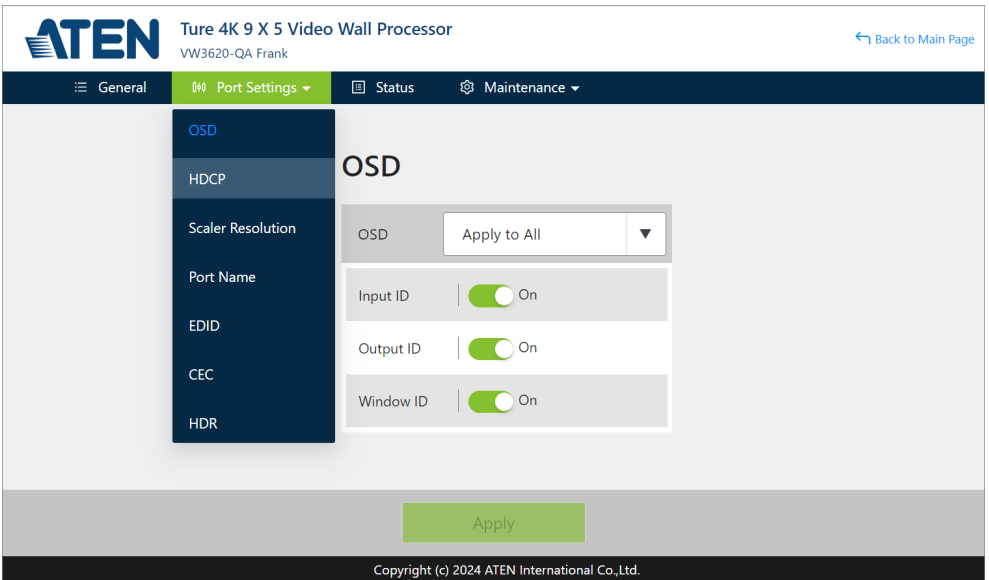 ATEN
Ture 4K 9 X 5 Video Wall Processor
VW3620-QA Frank
Back to Main Page
General Port Settings Status Maintenance
OSD
HDCP
Scaler Resolution
Port Name
EDID
CEC
HDR
OSD
OSD Apply to All
Input ID On
Output ID On
Window ID On
Apply
Copyright (c) 2024 ATEN International Co.,Ltd.